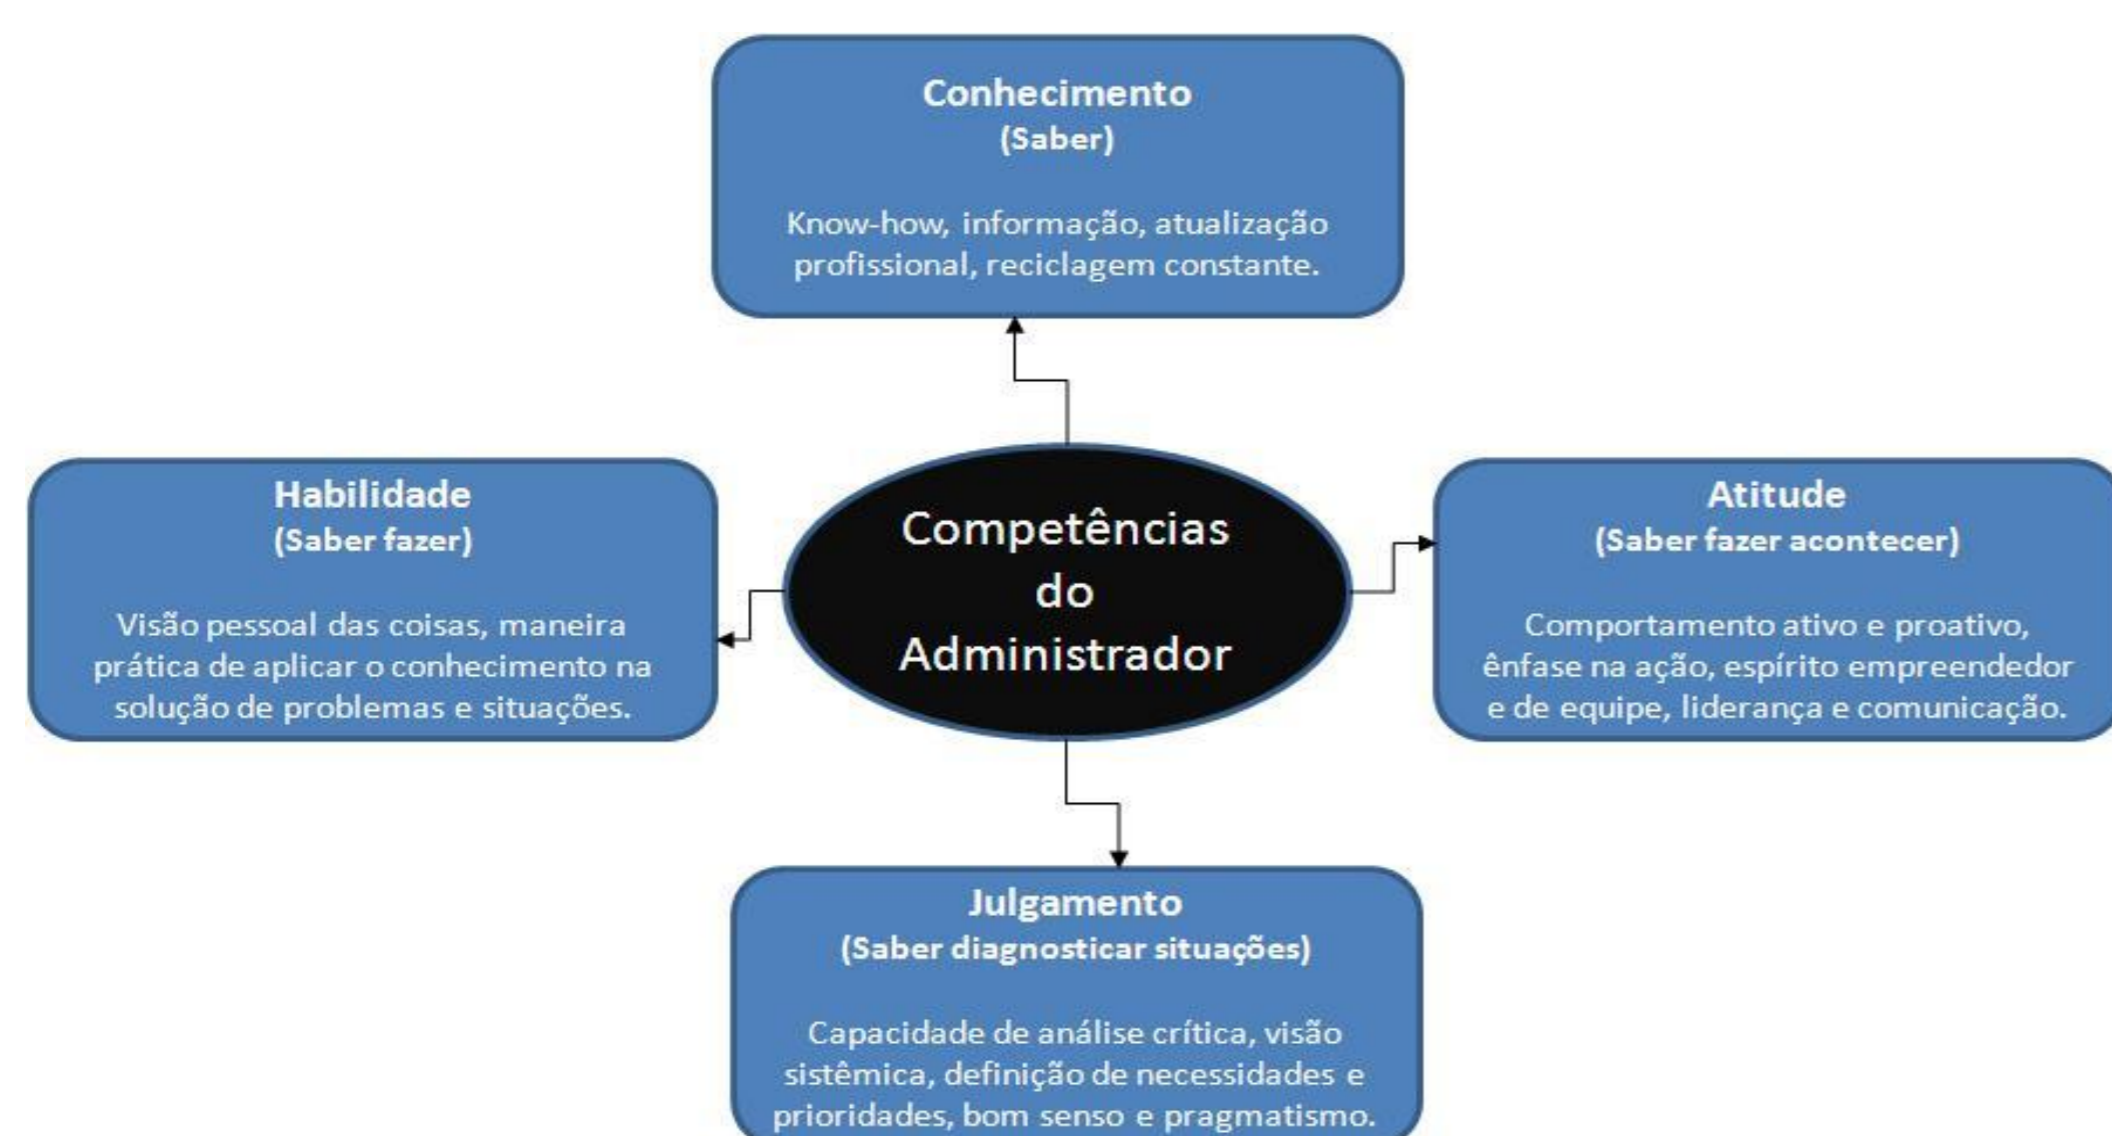 Conhecimento
(Saber)
Know-how, informação, atualização
profissional, reciclagem constante.
Habilidade
(Saber fazer)
Visão pessoal das coisas, maneira
prática de aplicar o conhecimento na
solução de problemas e situações.
Competências
do
Administrador
Atitude
(Saber fazer acontecer)
Comportamento ativo e proativo,
ênfase na ação, espírito empreendedor
e de equipe, liderança e comunicação.
Julgamento
(Saber diagnosticar situações)
Capacidade de análise crítica, visão
sistêmica, definição de necessidades e
prioridades, bom senso e pragmatismo.